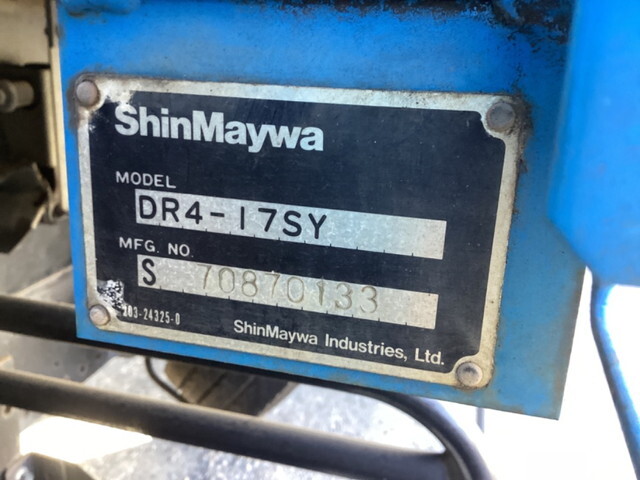 ShinMaywa
MODEL
DR4-17SY
MFG. NO.
S 70870133
203-24325-0
ShinMaywa Industries, Ltd.